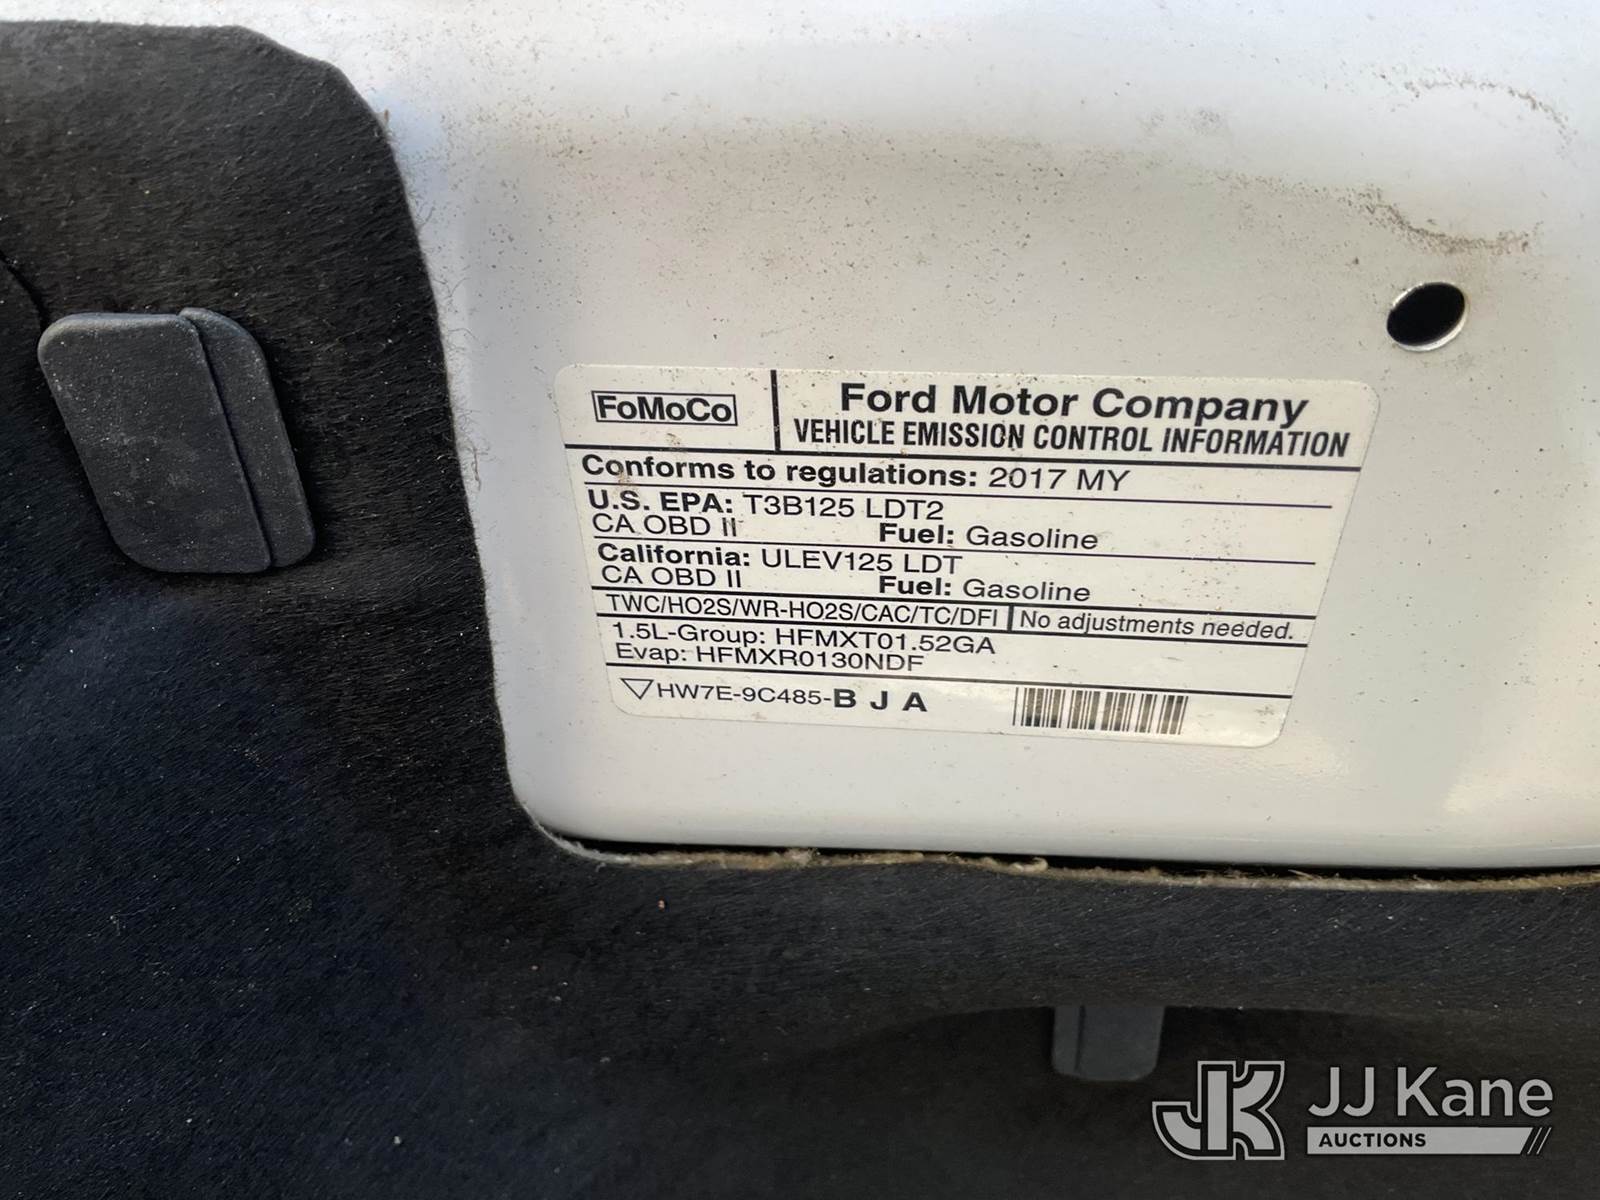 FoMoCo
Ford Motor Company
VEHICLE EMISSION CONTROL INFORMATION
Conforms to regulations: 2017 MY
U.S. EPA: T3B125 LDT2
CA OBD II Fuel: Gasoline
California: ULEV125 LDT
CA OBD II Fuel: Gasoline
TWC/HO2S/WR-HO2S/CAC/TC/DFI No adjustments needed.
1.5L-Group: HFMXT01.52GA
Evap: HFMXR0130NDF
HW7E-9C485-B J A
JK
JJ Kane
AUCTIONS